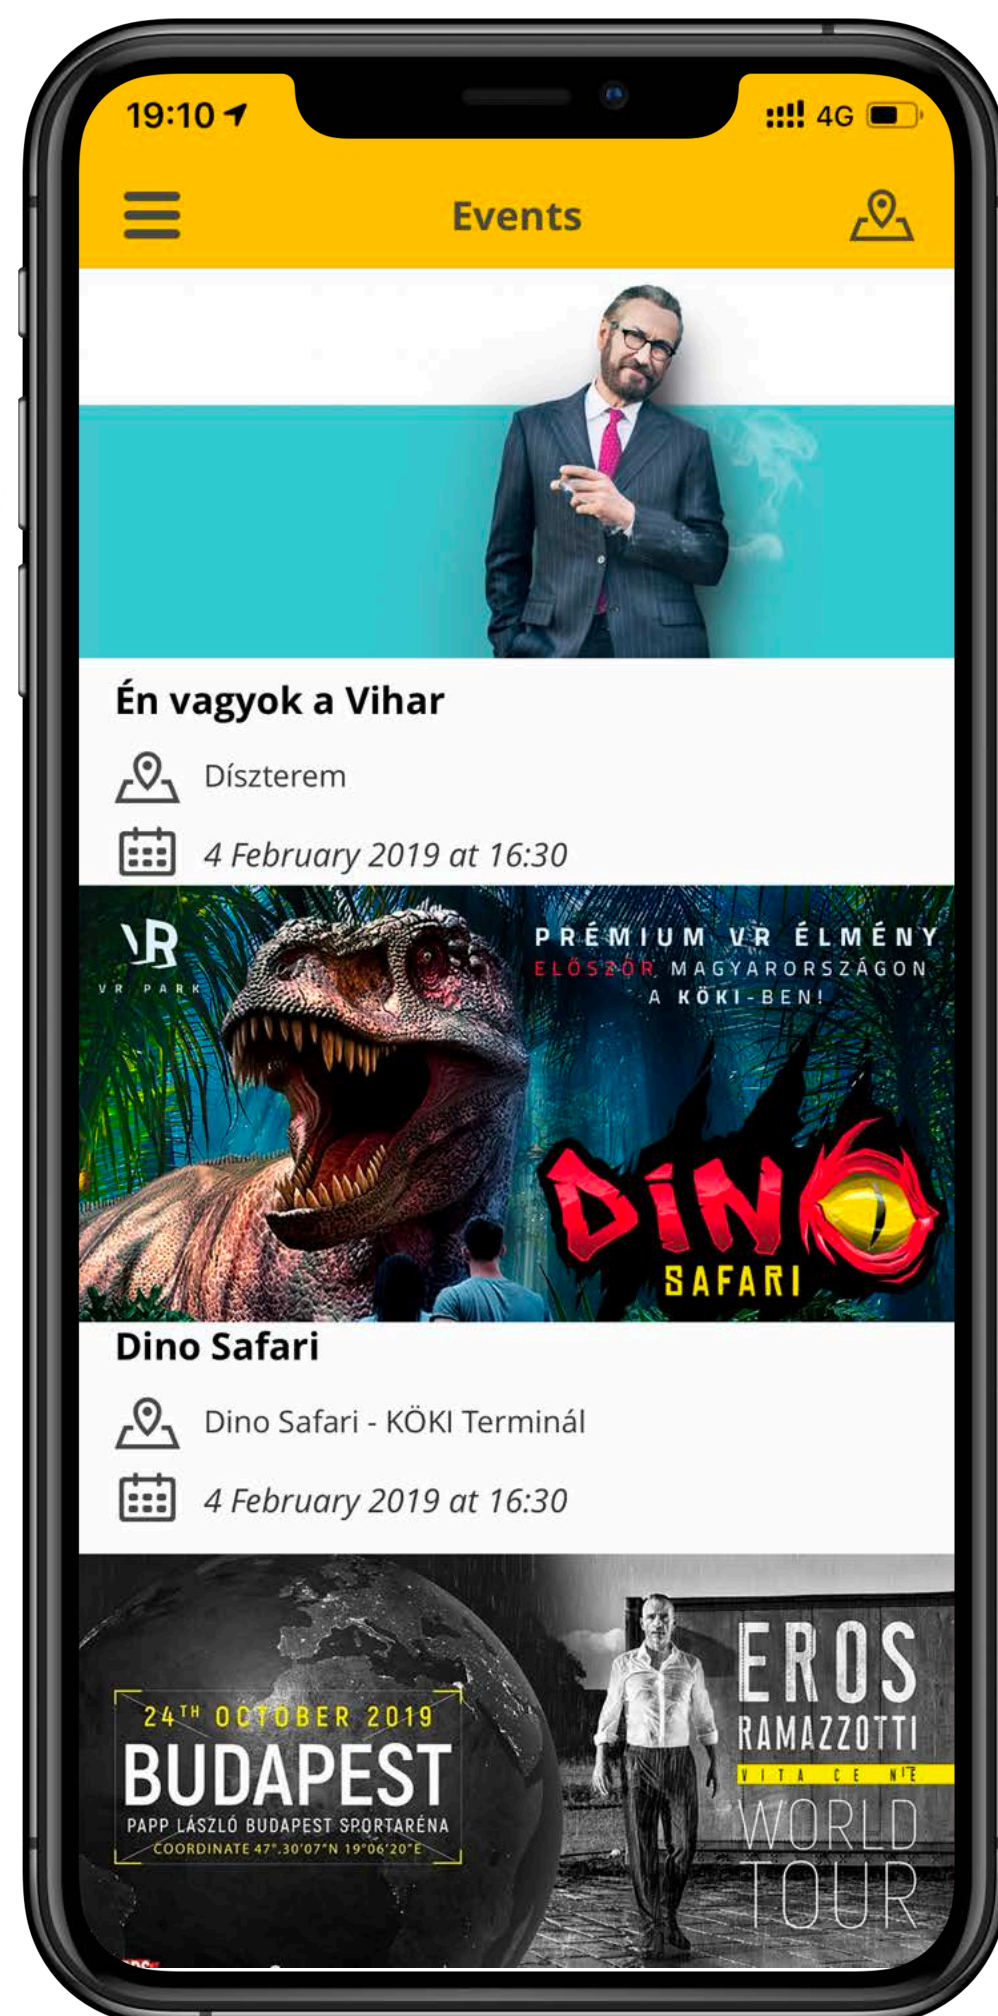 19:10
4G
Events
Én vagyok a Vihar
Díszterem
4 February 2019 at 16:30
VR
VR PARK
PRÉMIUM VR ÉLMÉNY
ELŐSZÖR MAGYARORSZÁGON
A KÖKI-BEN!
DINO
SAFARI
Dino Safari
Dino Safari - KÖKI Terminál
4 February 2019 at 16:30
24TH OCTOBER 2019
BUDAPEST
PAPP LÁSZLÓ BUDAPEST SPORTARÉNA
COORDINATE 47°.30'07"N 19°06'20"E
EROS
RAMAZZOTTI
VITA CE N'È
WORLD
TOUR